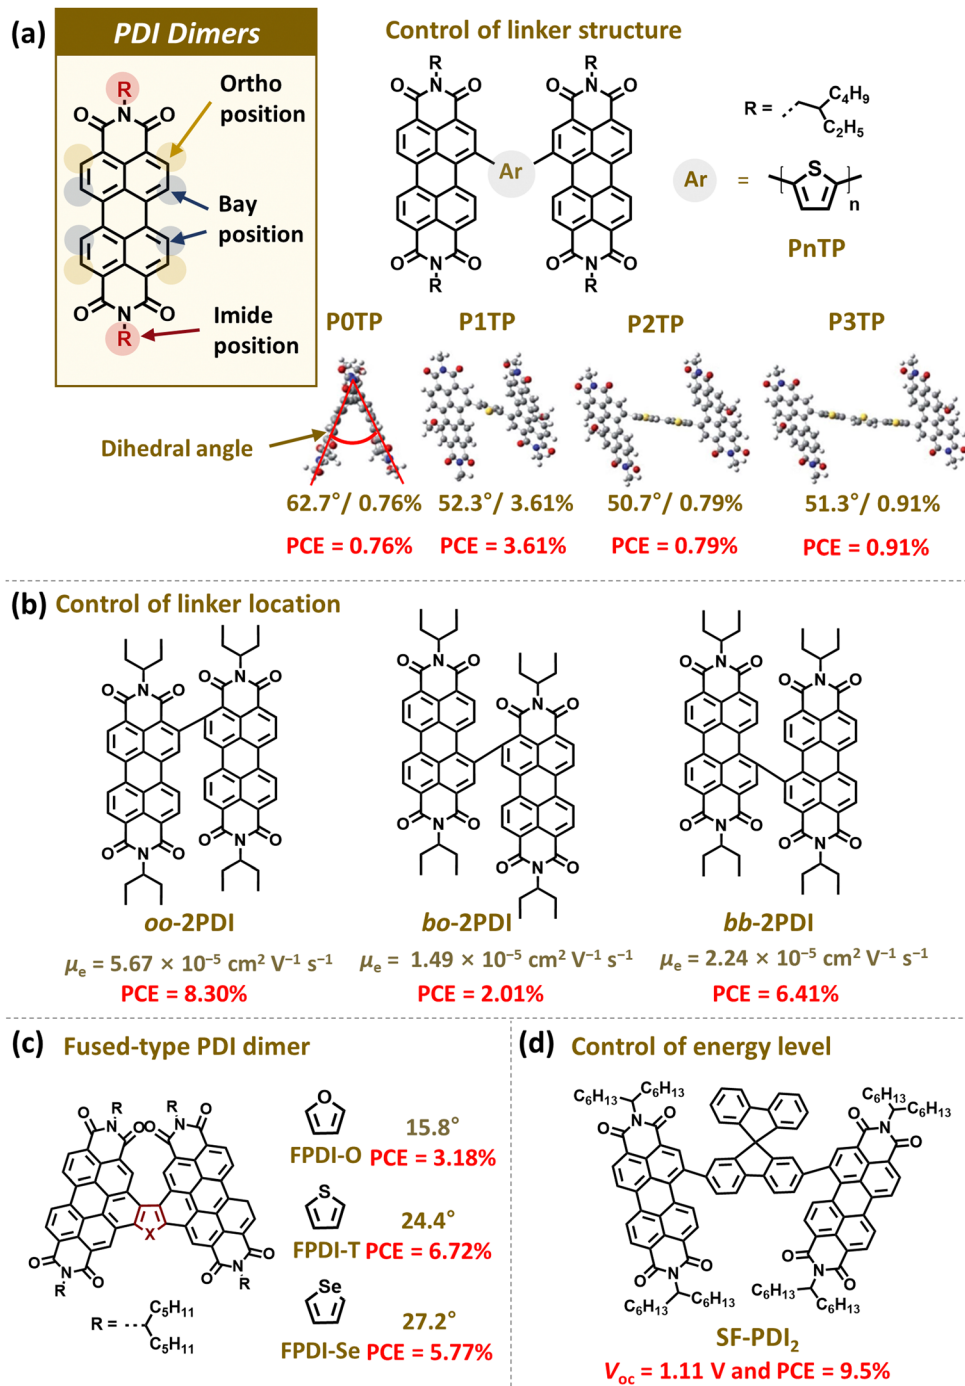 (a)
PDI Dimers
R
O N O
Ortho
position
Bay
position
Imide
position
O N O
R
Control of linker structure
R R
O N O O N O
Ar
O N O O N O
R R
R = C4H9
C2H5
Ar = S n
PnTP
P0TP P1TP P2TP P3TP
Dihedral angle
62.7°/ 0.76% 52.3°/ 3.61% 50.7°/ 0.79% 51.3°/ 0.91%
PCE = 0.76% PCE = 3.61% PCE = 0.79% PCE = 0.91%
(b) Control of linker location
O N O O N O
O N O O N O
oo-2PDI
μe = 5.67 × 10–5 cm2 V–1 s–1
PCE = 8.30%
O N O
O N O
O N O
O N O
bo-2PDI
μe = 1.49 × 10–5 cm2 V–1 s–1
PCE = 2.01%
O N O O N O
O N O O N O
bb-2PDI
μe = 2.24 × 10–5 cm2 V–1 s–1
PCE = 6.41%
(c) Fused-type PDI dimer
R R
O N O O N O
X
O N O O N O
R R
R = C5H11
C5H11
O
FPDI-O
15.8°
PCE = 3.18%
S
FPDI-T
24.4°
PCE = 6.72%
Se
FPDI-Se
27.2°
PCE = 5.77%
(d) Control of energy level
C6H13 C6H13 C6H13 C6H13
O N O O N O
O N O O N O
C6H13 C6H13 C6H13 C6H13
SF-PDI2
Voc = 1.11 V and PCE = 9.5%